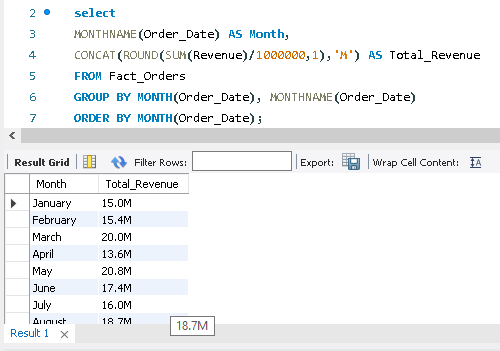 2 select
3 MONTHNAME(Order_Date) AS Month,
4 CONCAT(ROUND(SUM(Revenue)/1000000,1),'M') AS Total_Revenue
5 FROM Fact_Orders
6 GROUP BY MONTH(Order_Date), MONTHNAME(Order_Date)
7 ORDER BY MONTH(Order_Date);
Result Grid Filter Rows: Export: Wrap Cell Content:
Month Total_Revenue
January 15.0M
February 15.4M
March 20.0M
April 13.6M
May 20.8M
June 17.4M
July 16.0M
August 18.7M
18.7M
Result 1